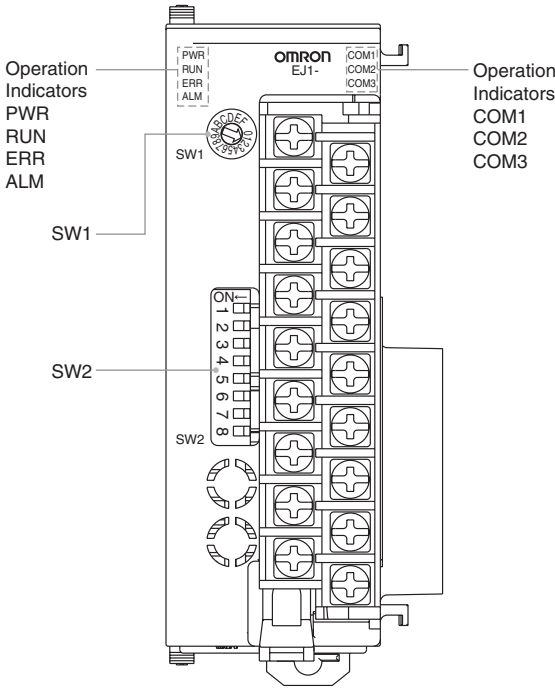 Operation
Indicators
PWR
RUN
ERR
ALM
SW1
SW2
PWR
RUN
ERR
ALM
OMRON
EJ1-
COM1
COM2
COM3
0123456789ABCDEF
SW1
ON←
1
2
3
4
5
6
7
8
SW2
Operation
Indicators
COM1
COM2
COM3